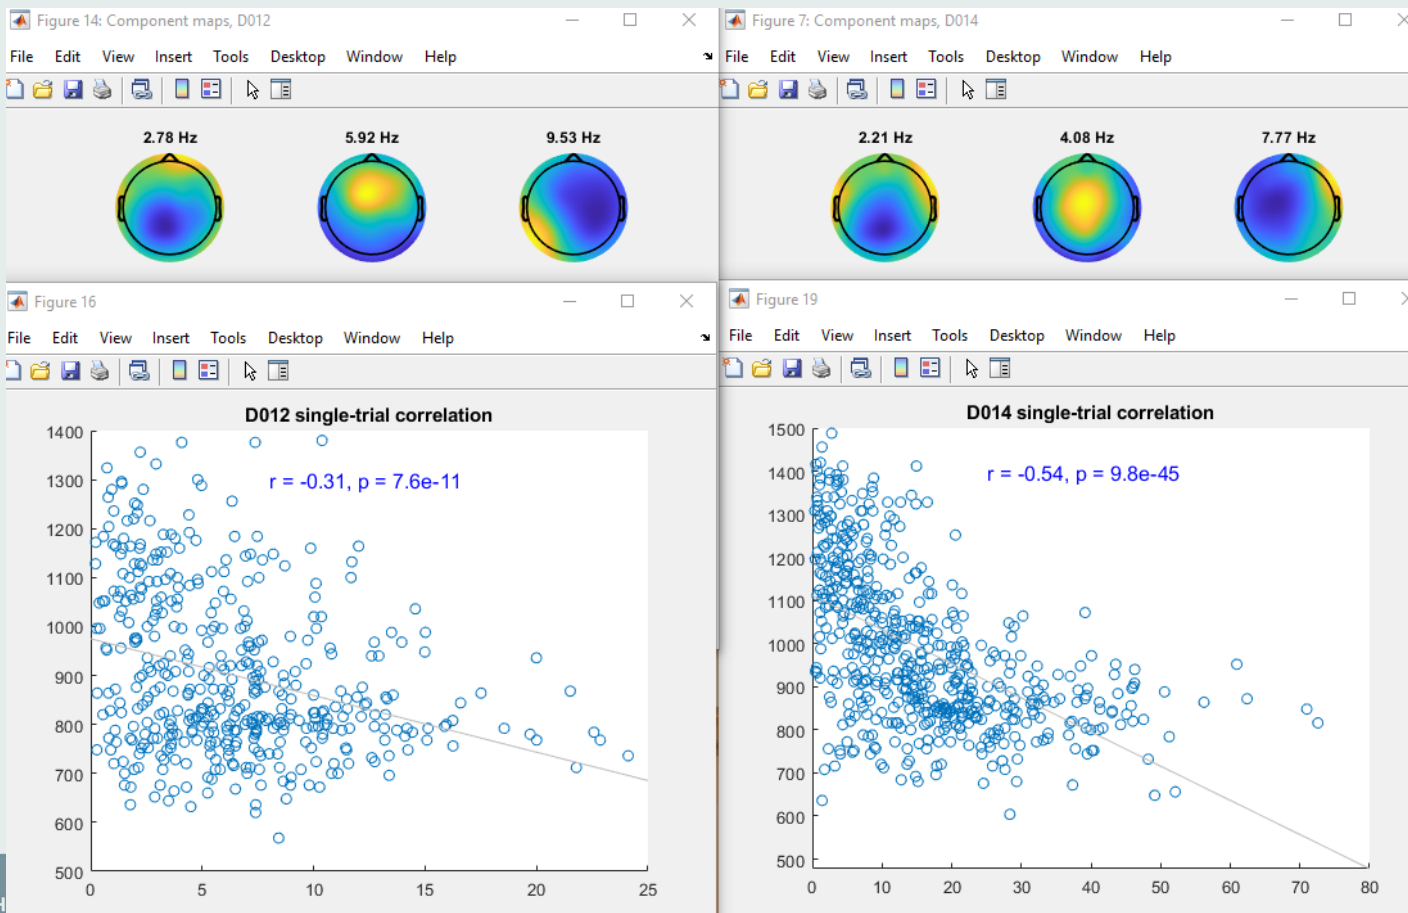 Figure 14: Component maps, D012
File Edit View Insert Tools Desktop Window Help
2.78 Hz 5.92 Hz 9.53 Hz
Figure 7: Component maps, D014
File Edit View Insert Tools Desktop Window Help
2.21 Hz 4.08 Hz 7.77 Hz
Figure 16
File Edit View Insert Tools Desktop Window Help
D012 single-trial correlation
r = -0.31, p = 7.6e-11
1400
1300
1200
1100
1000
900
800
700
600
500
0 5 10 15 20 25
Figure 19
File Edit View Insert Tools Desktop Window Help
D014 single-trial correlation
r = -0.54, p = 9.8e-45
1500
1400
1300
1200
1100
1000
900
800
700
600
500
0 10 20 30 40 50 60 70 80